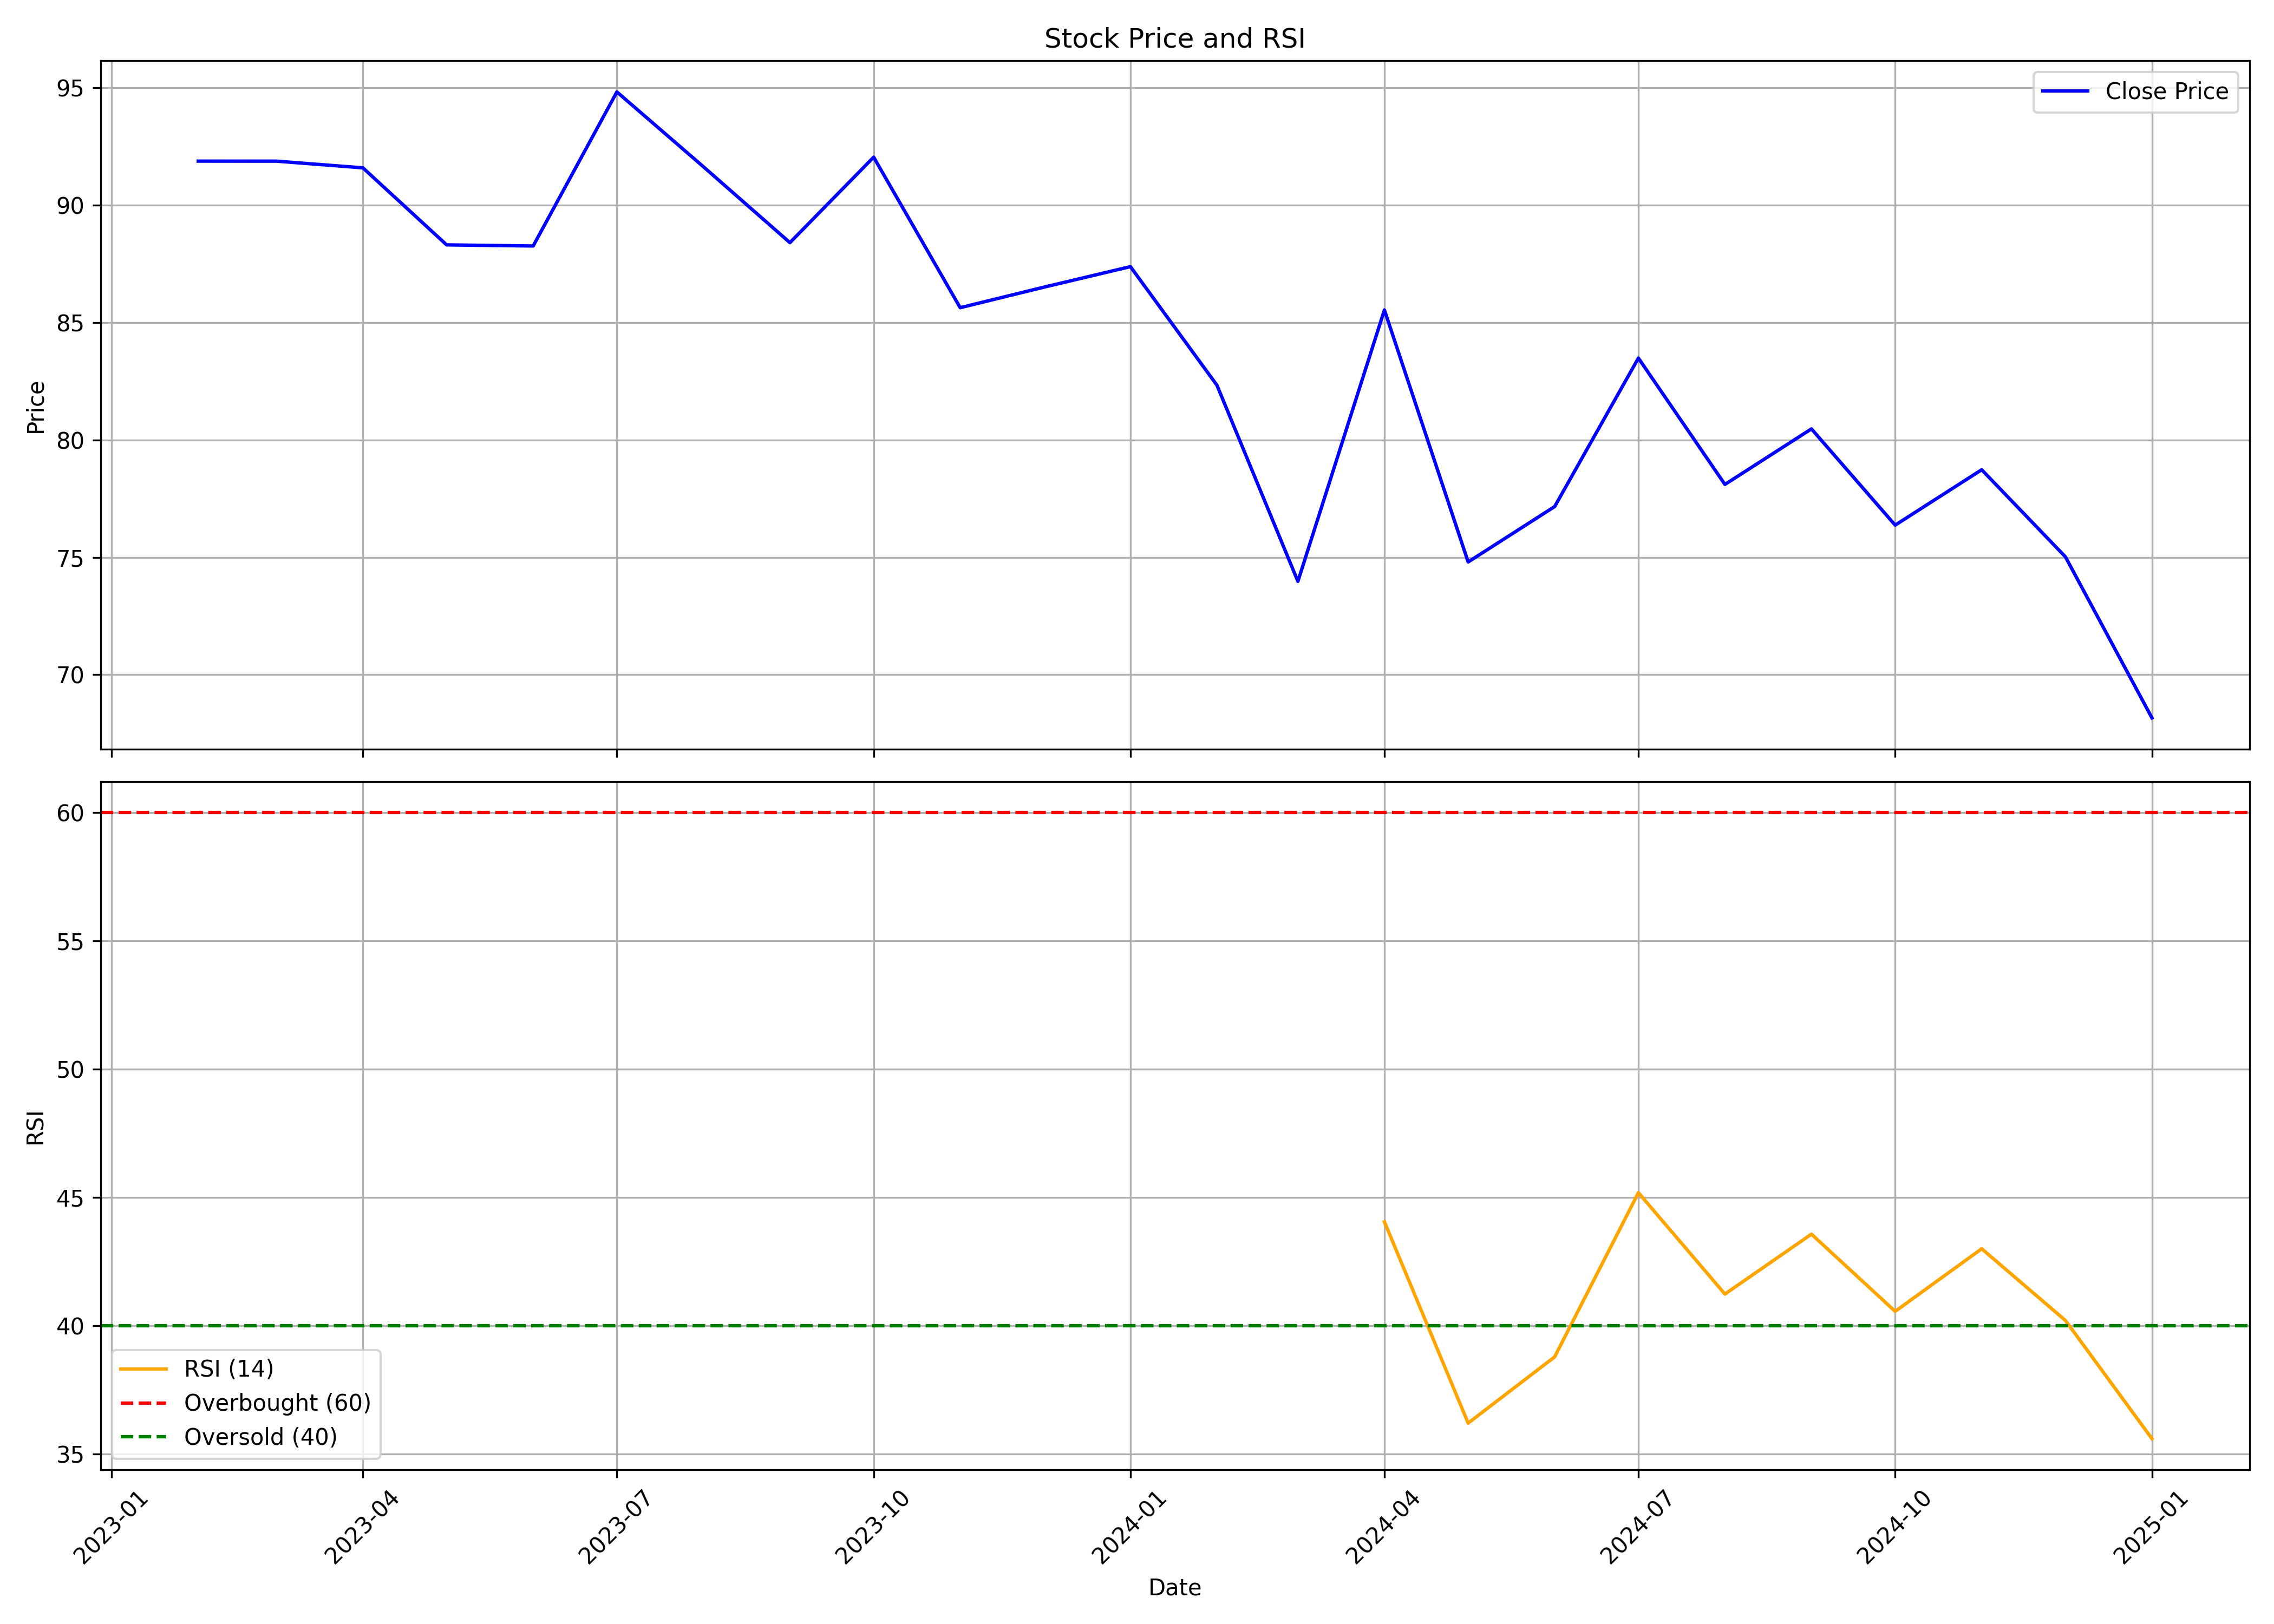 Stock Price and RSI
95
90
85
80
75
70
Price
Close Price
60
55
50
45
40
35
RSI
RSI (14)
Overbought (60)
Oversold (40)
2023-01
2023-04
2023-07
2023-10
2024-01
2024-04
2024-07
2024-10
2025-01
Date